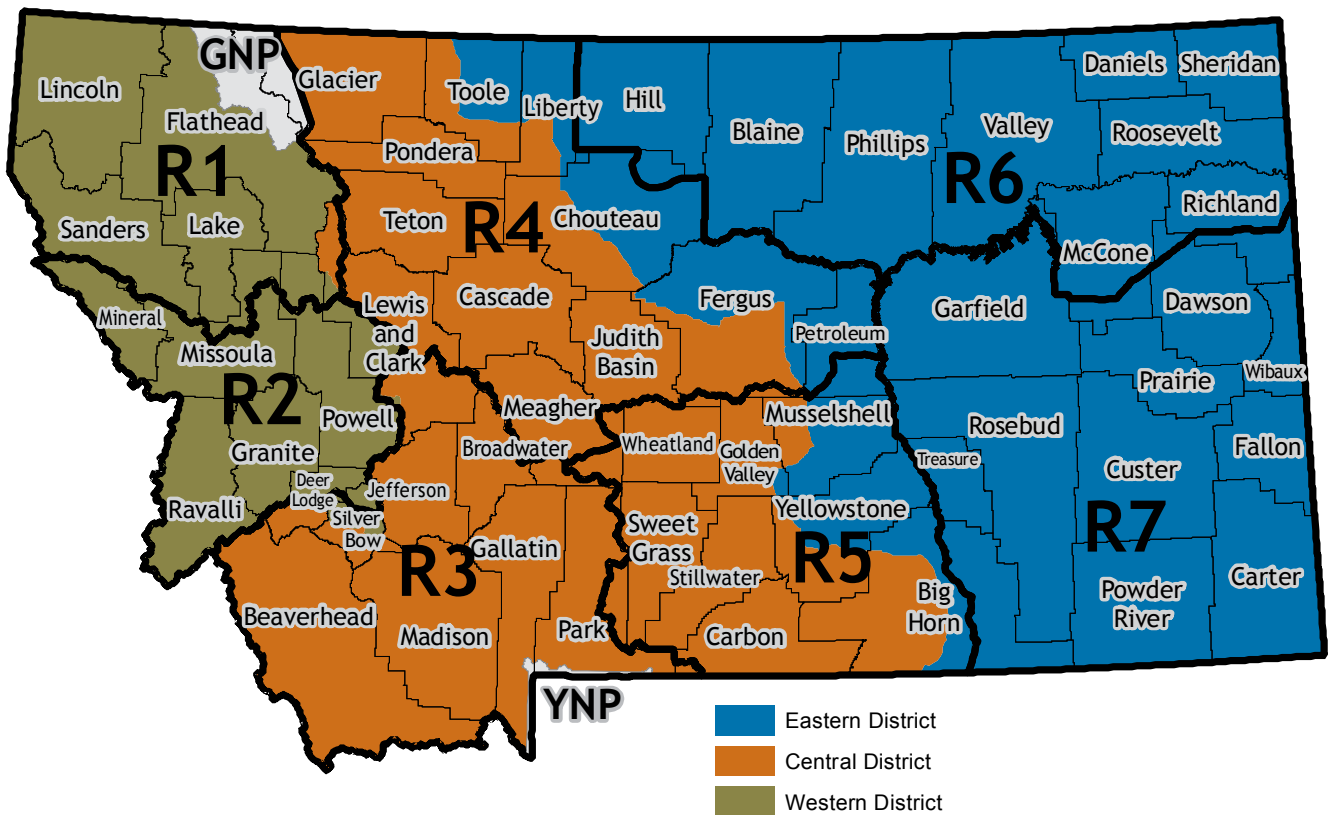 GNP
Lincoln
Flathead
R1
Sanders
Lake
Glacier
Toole
Liberty
Pondera
Teton
R4
Chouteau
Cascade
Lewis
and
Clark
Judith
Basin
Fergus
Petroleum
Meagher
Hill
Blaine
Phillips
Valley
Daniels
Sheridan
Roosevelt
R6
Richland
McCone
Mineral
Missoula
R2
Powell
Granite
Deer
Lodge
Ravalli
Silver
Bow
Jefferson
Broadwater
Gallatin
R3
Beaverhead
Madison
Park
YNP
Wheatland
Golden
Valley
Musselshell
Yellowstone
Sweet
Grass
R5
Stillwater
Carbon
Big
Horn
Garfield
Dawson
Prairie
Wibaux
Rosebud
Treasure
Custer
Fallon
R7
Powder
River
Carter
Eastern District
Central District
Western District